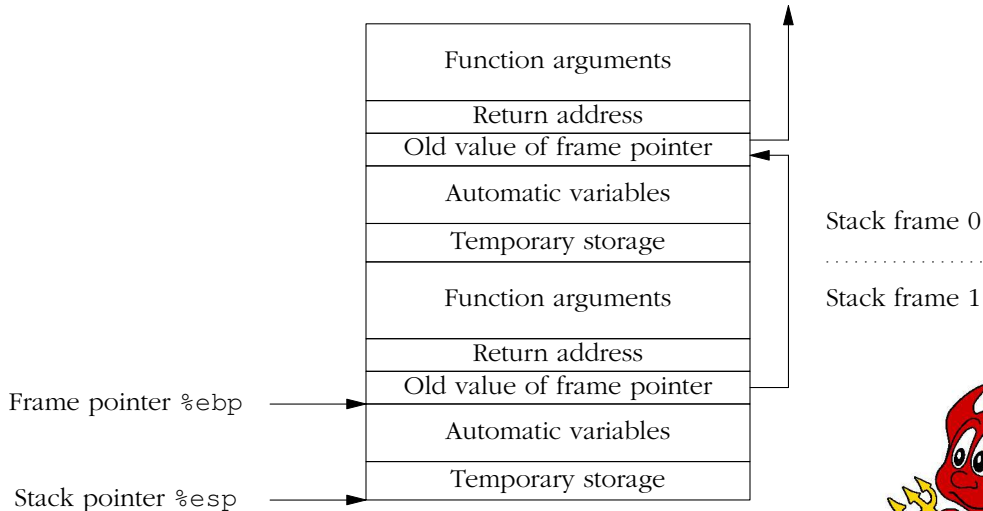 Function arguments
Return address
Old value of frame pointer
Automatic variables
Temporary storage
Stack frame 0
Function arguments
Stack frame 1
Return address
Old value of frame pointer
Frame pointer %ebp
Automatic variables
Temporary storage
Stack pointer %esp